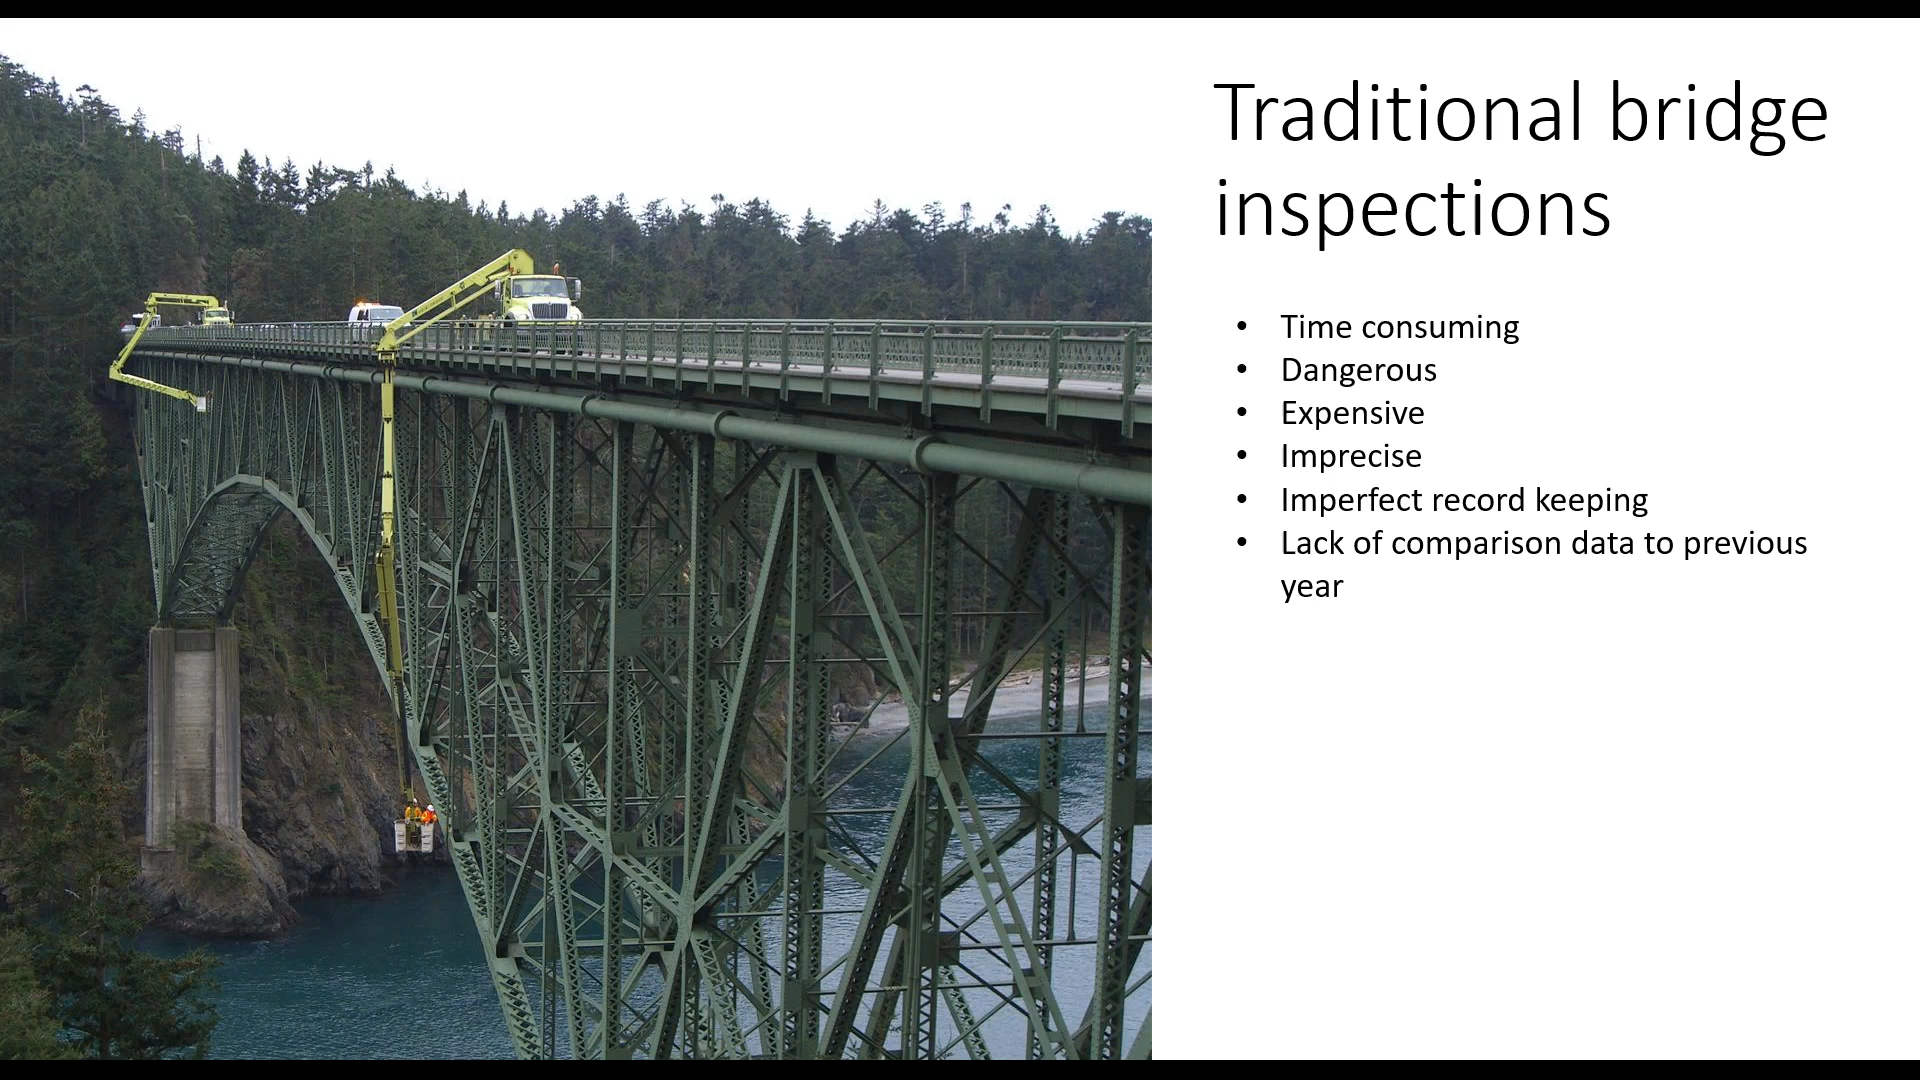 Traditional bridge
inspections
• Time consuming
• Dangerous
• Expensive
• Imprecise
• Imperfect record keeping
• Lack of comparison data to previous
year